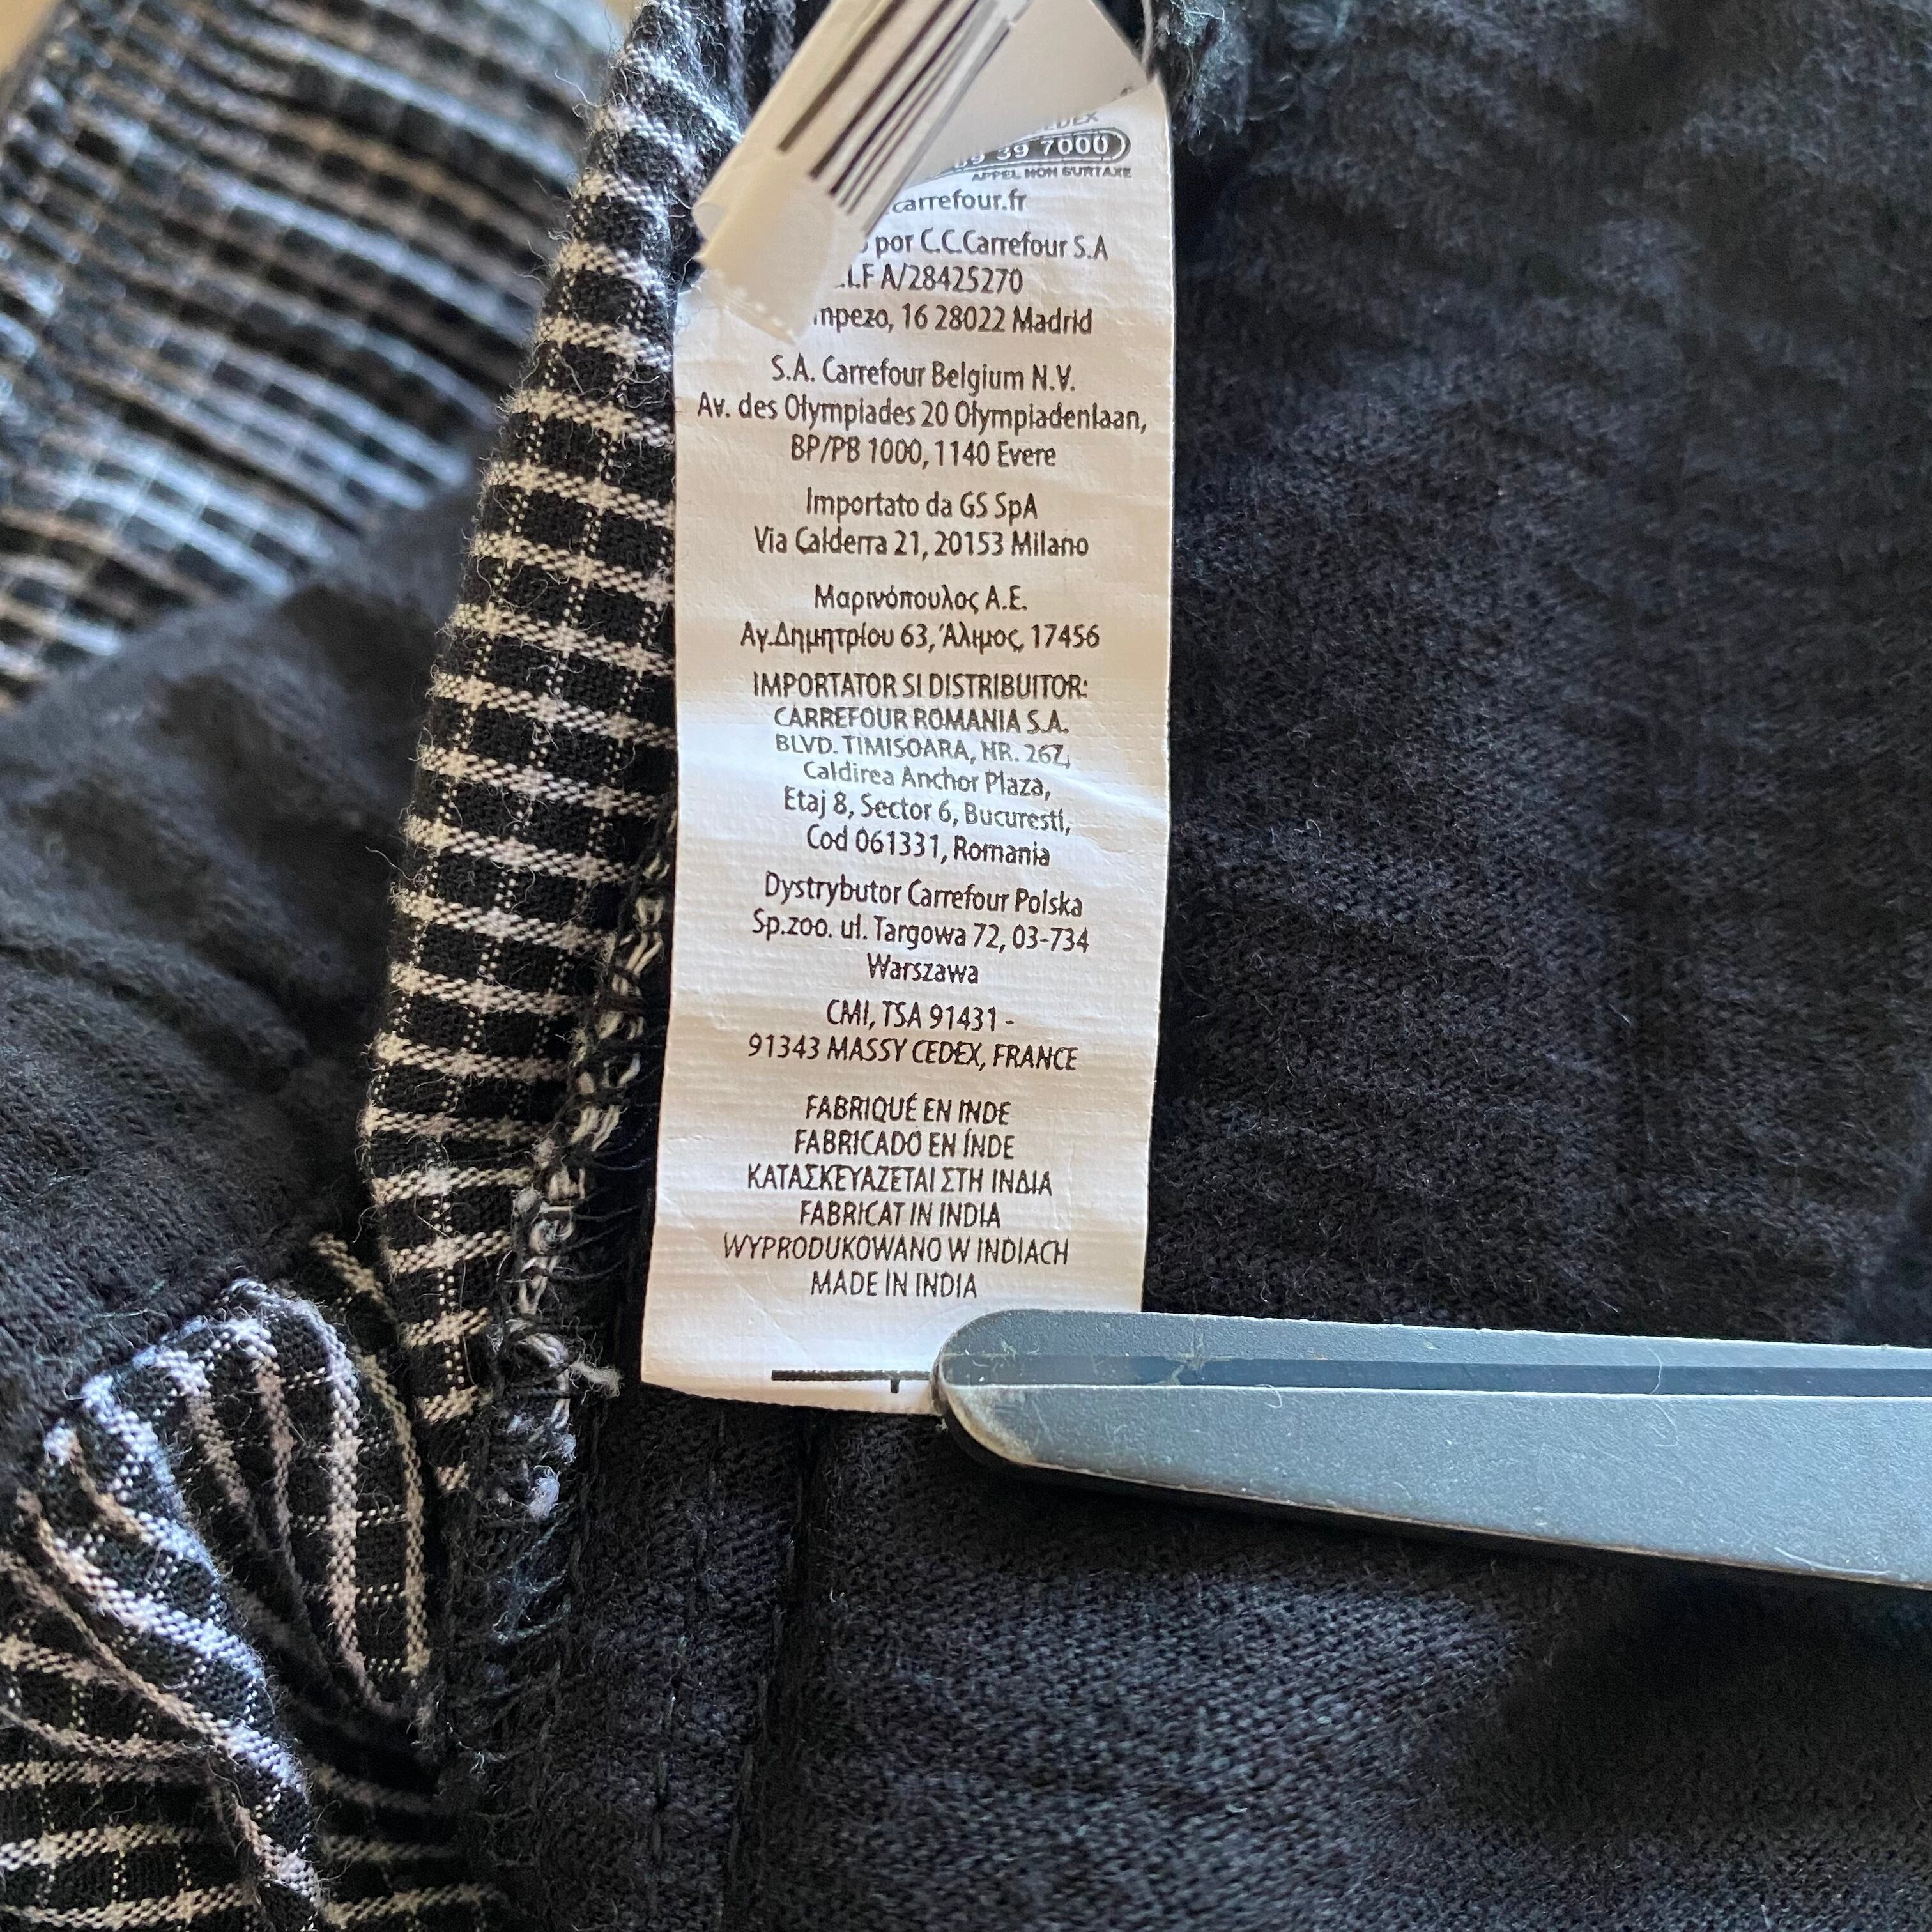 39 7000
APPEL NON SURTAXE
carrefour.fr
por C.C.Carrefour S.A
A/28425270
16 28022 Madrid
S.A. Carrefour Belgium N.V.
Av. des Olympiades 20 Olympiadenlaan,
BP/PB 1000, 1140 Evere
Importato da GS SpA
Via Calderra 21, 20153 Milano
Μαρινόπουλος Α.Ε.
Αγ.Δημητρίου 63, Άλιμος, 17456
IMPORTATOR SI DISTRIBUITOR:
CARREFOUR ROMANIA S.A.
BLVD. TIMISOARA, NR. 26Z,
Caldirea Anchor Plaza,
Etaj 8, Sector 6, Bucuresti,
Cod 061331, Romania
Dystrybutor Carrefour Polska
Sp.zoo. ul. Targowa 72, 03-734
Warszawa
CMI, TSA 91431 -
91343 MASSY CEDEX, FRANCE
FABRIQUÉ EN INDE
FABRICADO EN ÍNDE
ΚΑΤΑΣΚΕΥΑΖΕΤΑΙ ΣΤΗ ΙΝΔΙΑ
FABRICAT IN INDIA
WYPRODUKOWANO W INDIACH
MADE IN INDIA